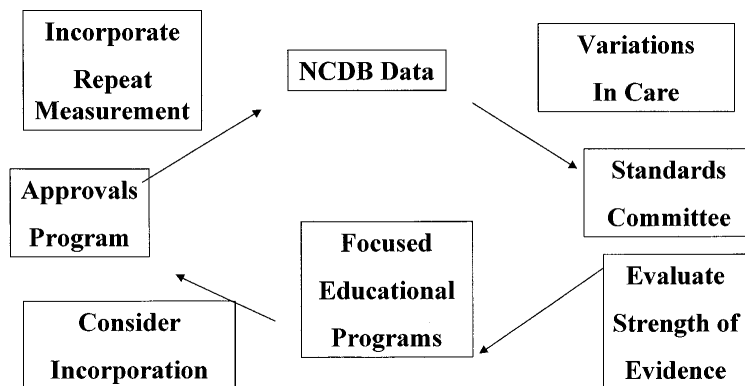 Incorporate
Repeat
Measurement
NCDB Data
Variations
In Care
Approvals
Program
Standards
Committee
Focused
Educational
Programs
Evaluate
Strength of
Evidence
Consider
Incorporation